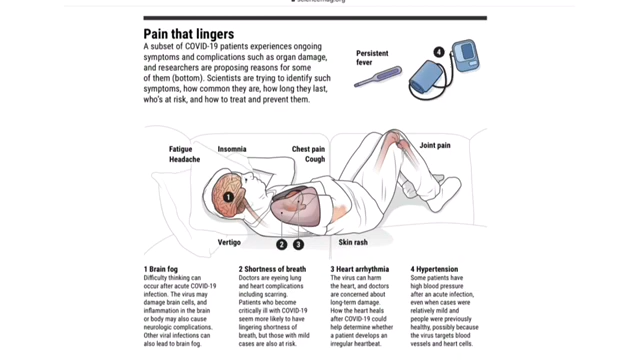 sciencemag.org
Pain that lingers
A subset of COVID-19 patients experiences ongoing
symptoms and complications such as organ damage,
and researchers are proposing reasons for some
of them (bottom). Scientists are trying to identify such
symptoms, how common they are, how long they last,
who's at risk, and how to treat and prevent them.
Persistent
fever
4
Fatigue
Headache
Insomnia
Chest pain
Cough
Joint pain
1
Vertigo
2
3
Skin rash
1 Brain fog
Difficulty thinking can
occur after acute COVID-19
infection. The virus may
damage brain cells, and
inflammation in the brain
or body may also cause
neurologic complications.
Other viral infections can
also lead to brain fog.
2 Shortness of breath
Doctors are eyeing lung
and heart complications
including scarring.
Patients who become
critically ill with COVID-19
seem more likely to have
lingering shortness of
breath, but those with mild
cases are also at risk.
3 Heart arrhythmia
The virus can harm
the heart, and doctors
are concerned about
long-term damage.
How the heart heals
after COVID-19 could
help determine whether
a patient develops an
irregular heartbeat.
4 Hypertension
Some patients have
high blood pressure
after an acute infection,
even when cases were
relatively mild and
people were previously
healthy, possibly because
the virus targets blood
vessels and heart cells.